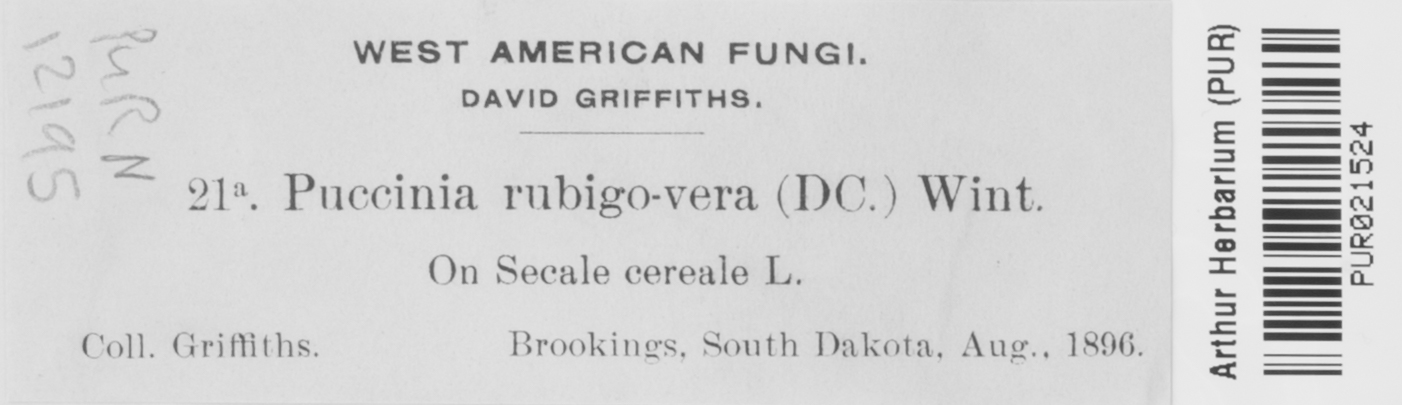 WEST AMERICAN FUNGI.
DAVID GRIFFITHS.
21a. Puccinia rubigo-vera (DC.) Wint.
On Secale cereale L.
Coll. Griffiths.
Brookings, South Dakota, Aug., 1896.
PURN
12195
Arthur Herbarium (PUR)
PUR021524